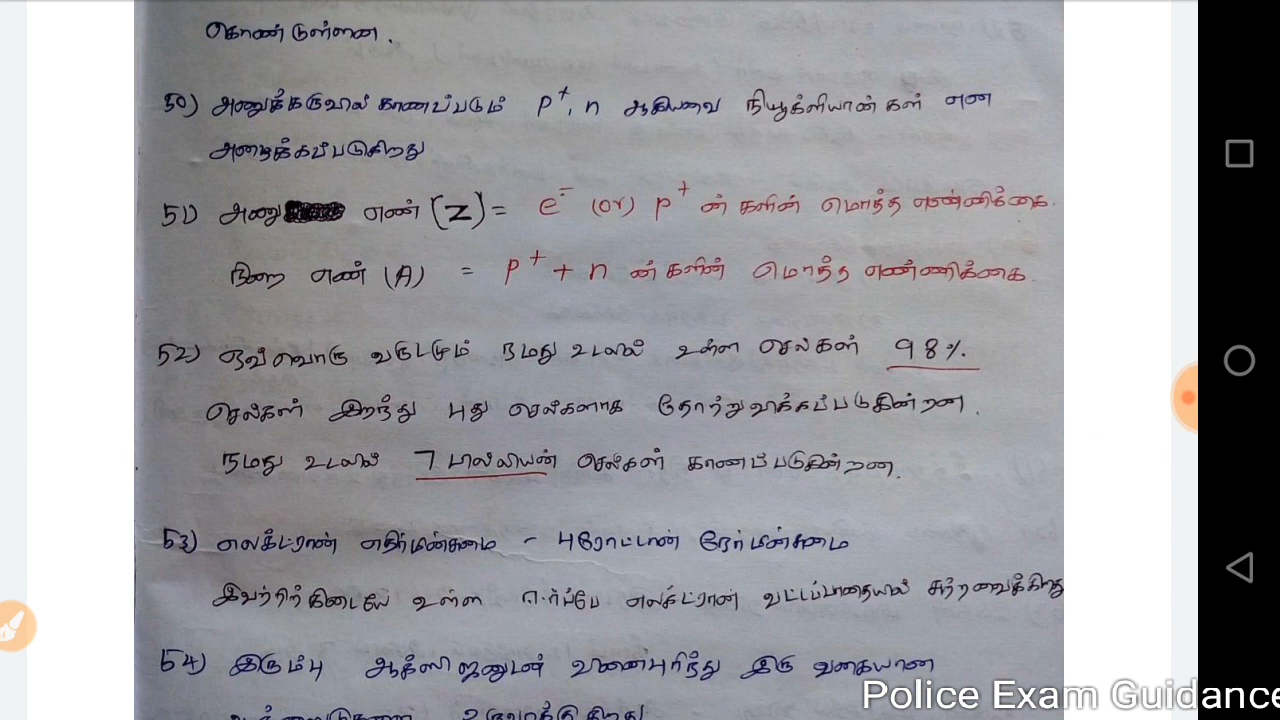 கொண்டுள்ளன.
50) அணுக்கருவில் காணப்படும் p⁺, n ஆகியவை நியூக்ளியான்கள் என
அழைக்கப்படுகிறது
51) அணு எண் (Z) = e⁻ (or) p⁺ ன்களின் மொத்த எண்ணிக்கை.
நிறை எண் (A) = p⁺ + n ன்களின் மொத்த எண்ணிக்கை.
52) ஒவ்வொரு வருடமும் நமது உடலில் உள்ள செல்கள் 98%.
செல்கள் இறந்து புது செல்களாக தோற்றுவாக்கப்படுகின்றன.
நமது உடலில் 7 பில்லியன் செல்கள் காணப்படுகின்றன.
53) எலக்ட்ரான் எதிர்மின்சுமை - புரோட்டான் நேர்மின்சுமை
இவற்றிற்கிடையே உள்ள ஈர்ப்பே எலக்ட்ரான் வட்டப்பாதையில் சுற்றவைக்கிறது
54) இரும்பு ஆக்ஸிஜனுடன் வினைபுரிந்து இரு வகையான
உருவாக்குகிறது
Police Exam Guidance